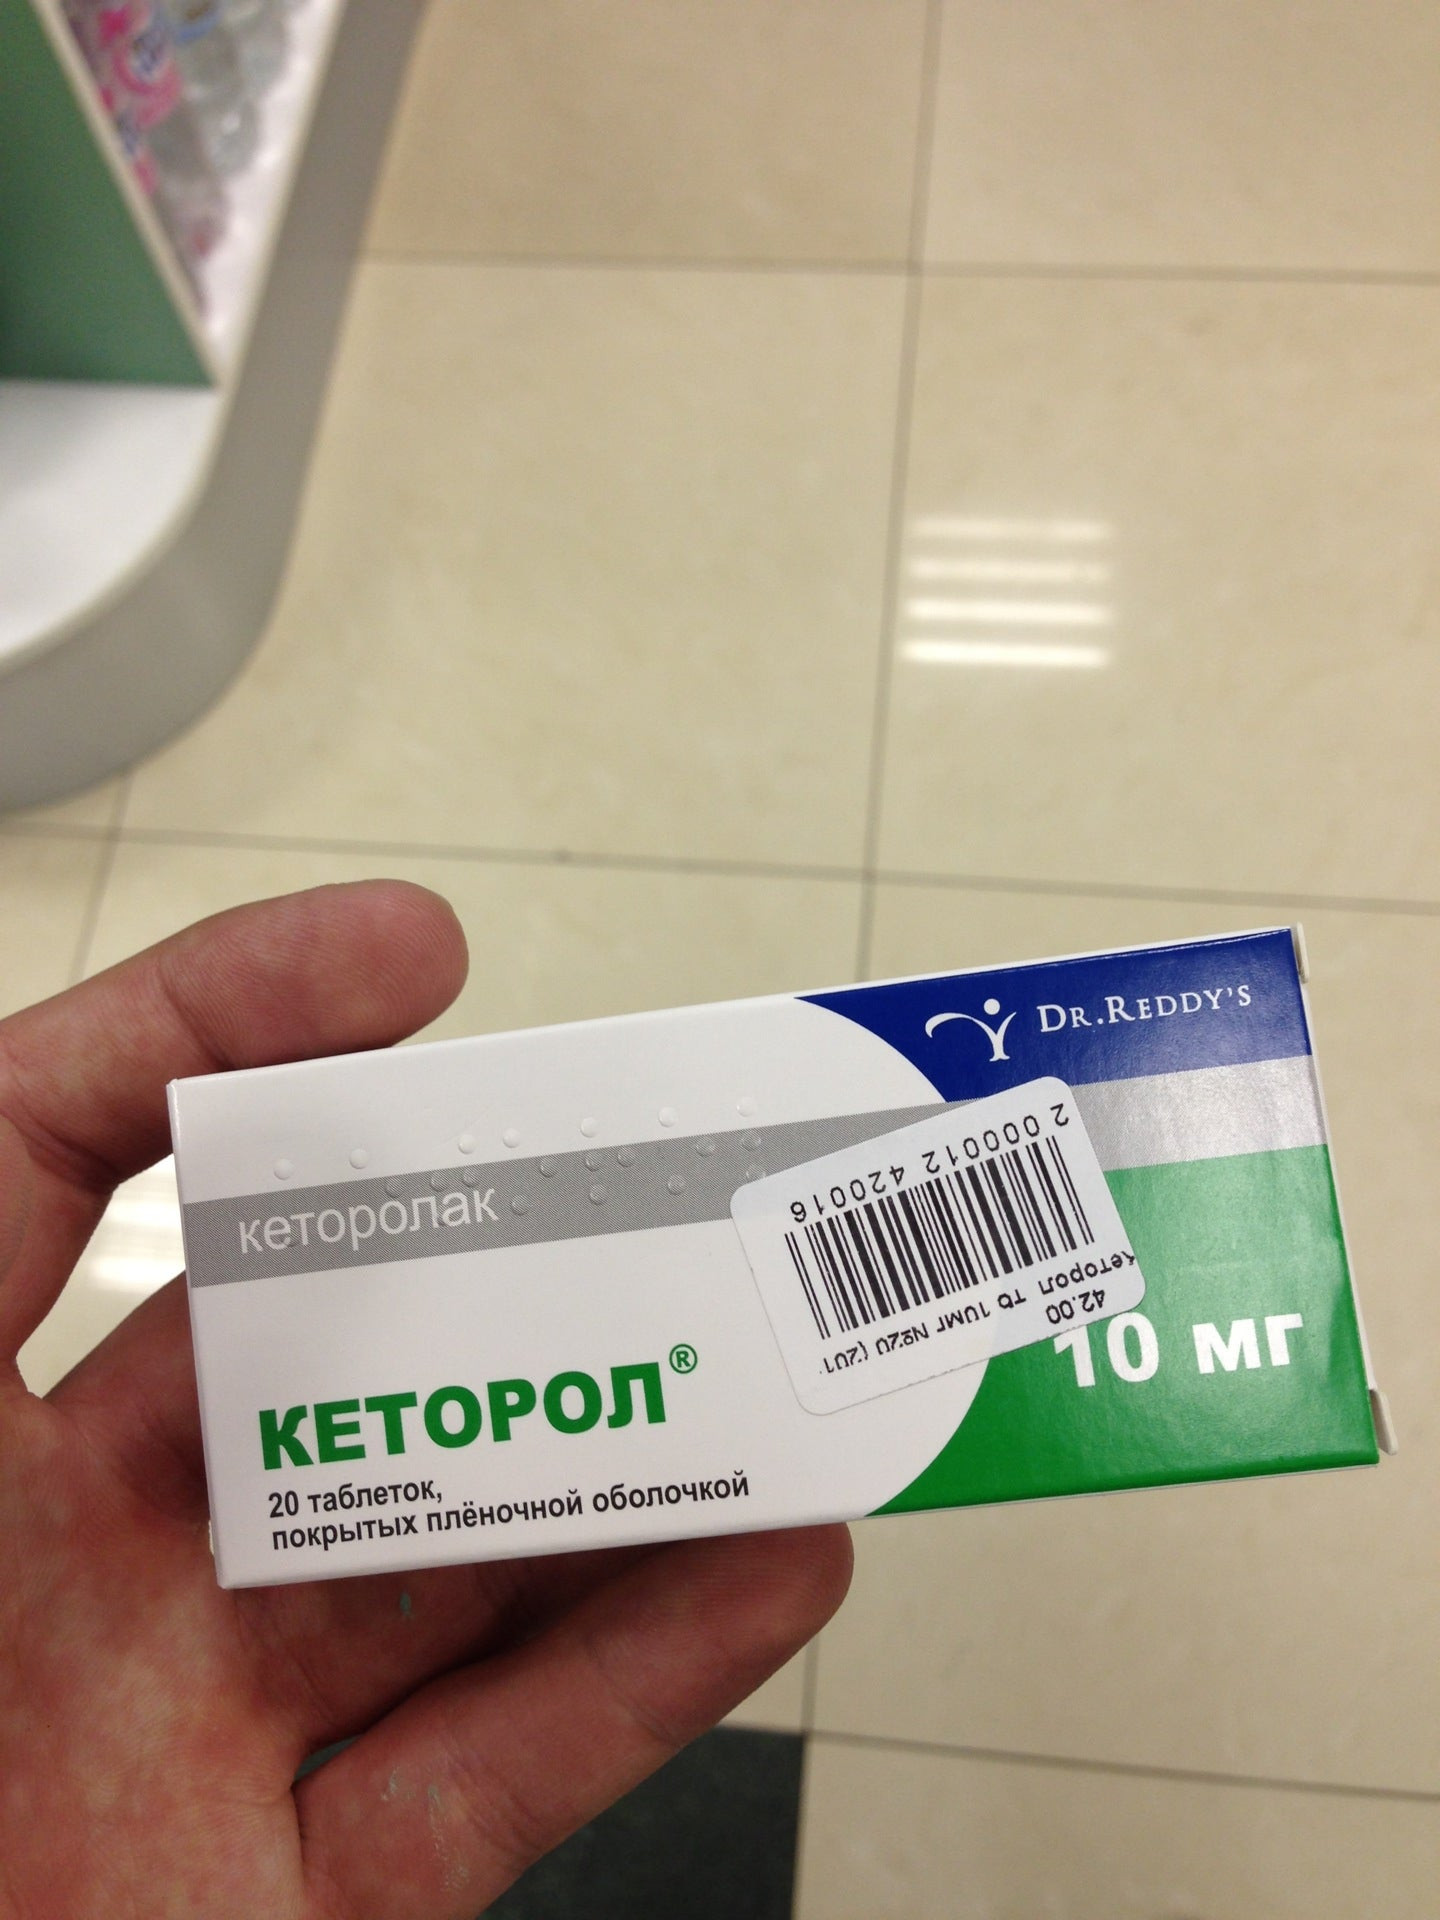 DR.REDDY'S
кеторолак
КЕТОРОЛ®
20 таблеток,
покрытых плёночной оболочкой
10 мг
42.00
Кеторол тб 10мг №20 (201
2 000012 420016